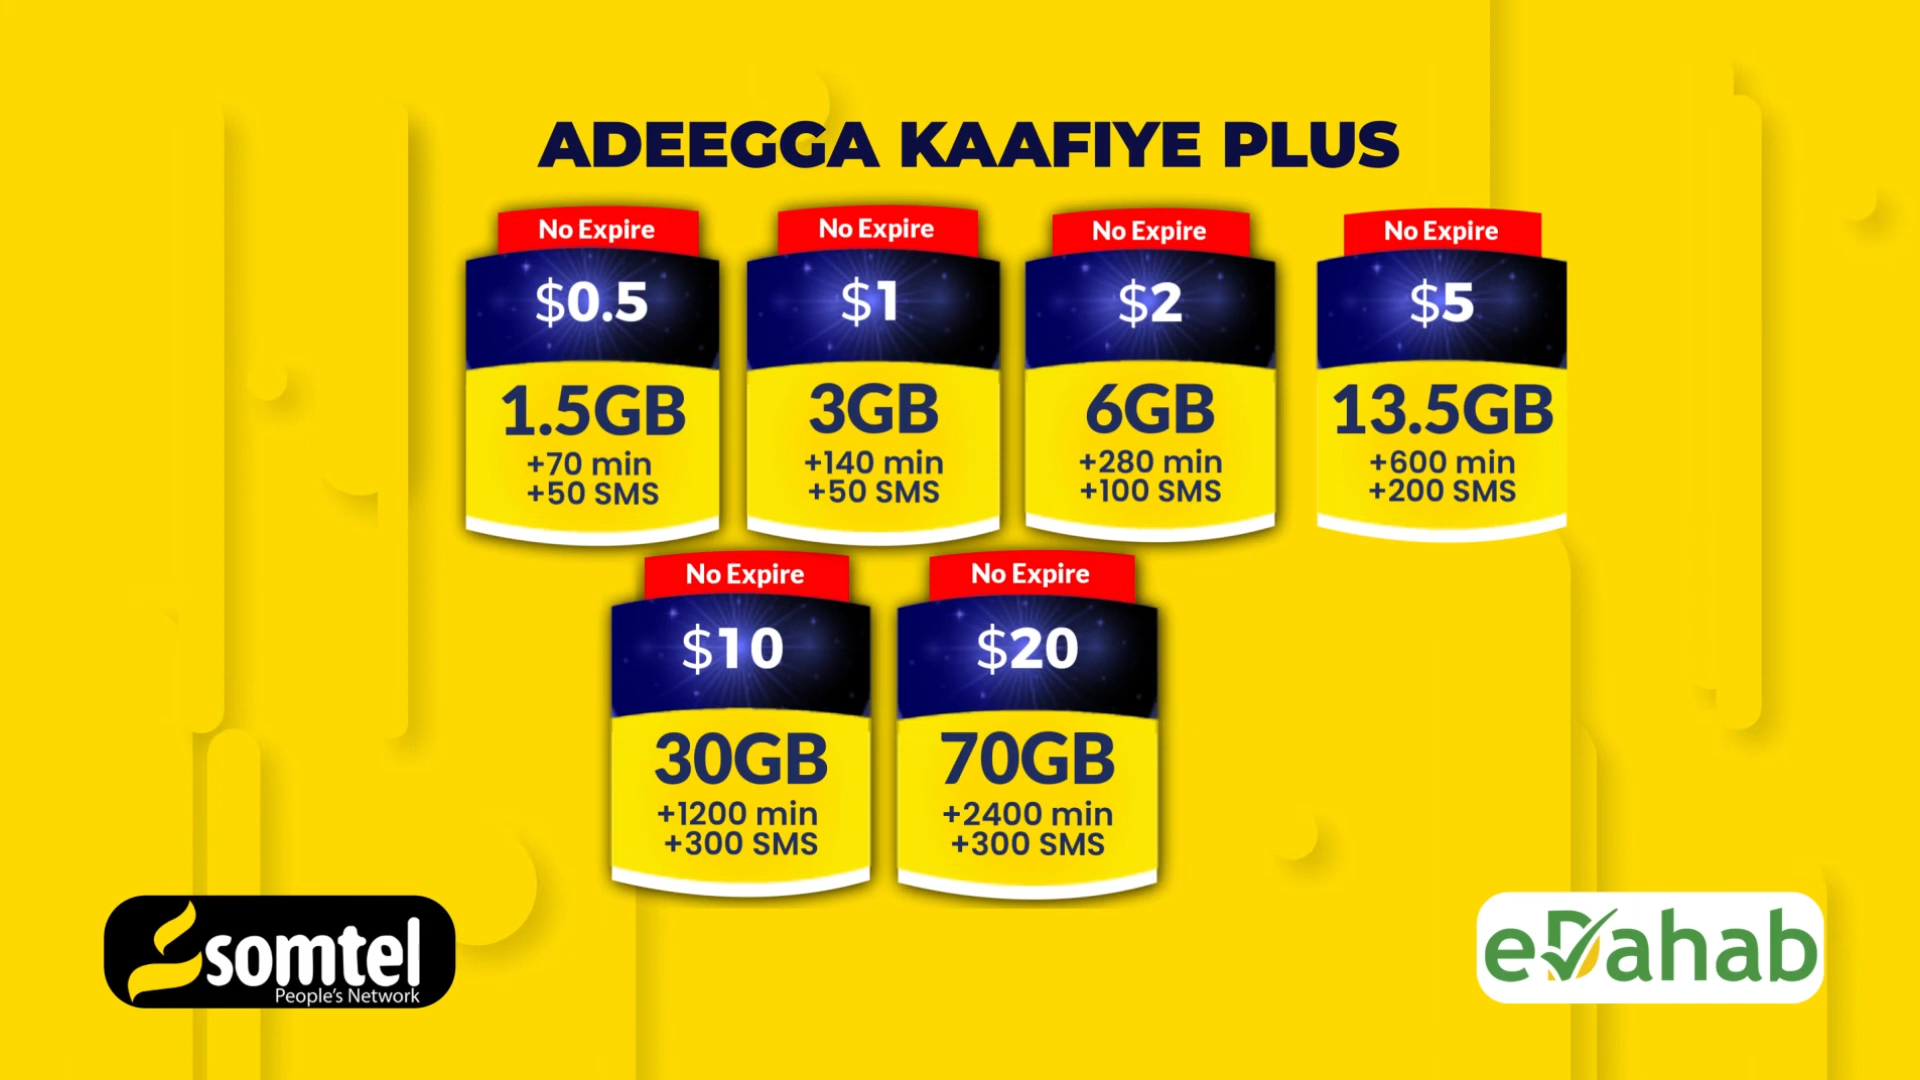 ADEEGGA KAAFIYE PLUS
No Expire
$0.5
1.5GB
+70 min
+50 SMS
No Expire
$1
3GB
+140 min
+50 SMS
No Expire
$2
6GB
+280 min
+100 SMS
No Expire
$5
13.5GB
+600 min
+200 SMS
No Expire
$10
30GB
+1200 min
+300 SMS
No Expire
$20
70GB
+2400 min
+300 SMS
somtel
People's Network
eDahab